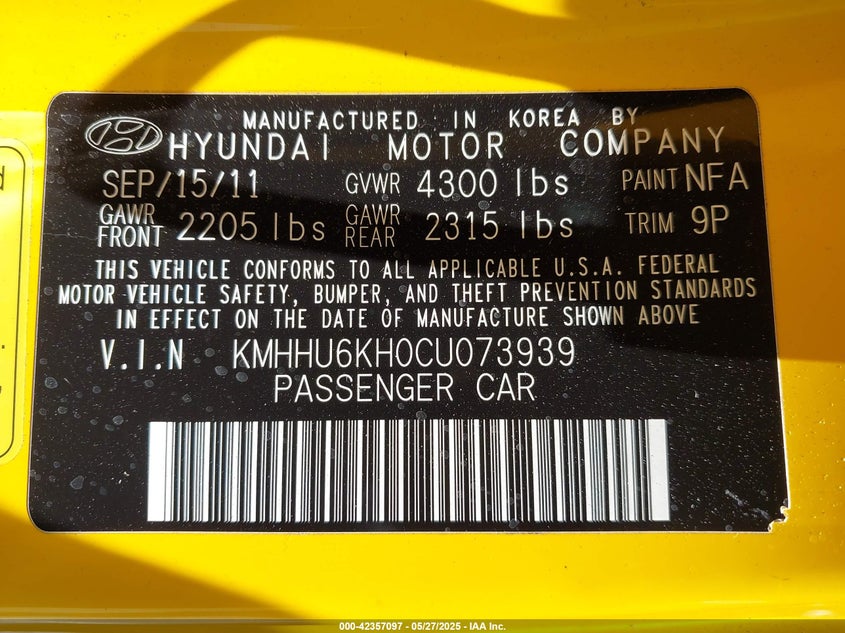 MANUFACTURED IN KOREA BY
HYUNDAI MOTOR COMPANY
SEP/15/11 GVWR 4300 lbs PAINT NFA
GAWR FRONT 2205 lbs GAWR REAR 2315 lbs TRIM 9P
THIS VEHICLE CONFORMS TO ALL APPLICABLE U.S.A. FEDERAL
MOTOR VEHICLE SAFETY, BUMPER, AND THEFT PREVENTION STANDARDS
IN EFFECT ON THE DATE OF MANUFACTURE SHOWN ABOVE
V.I.N KMHHU6KH0CU073939
PASSENGER CAR
000-42357097 - 05/27/2025 - IAA Inc.